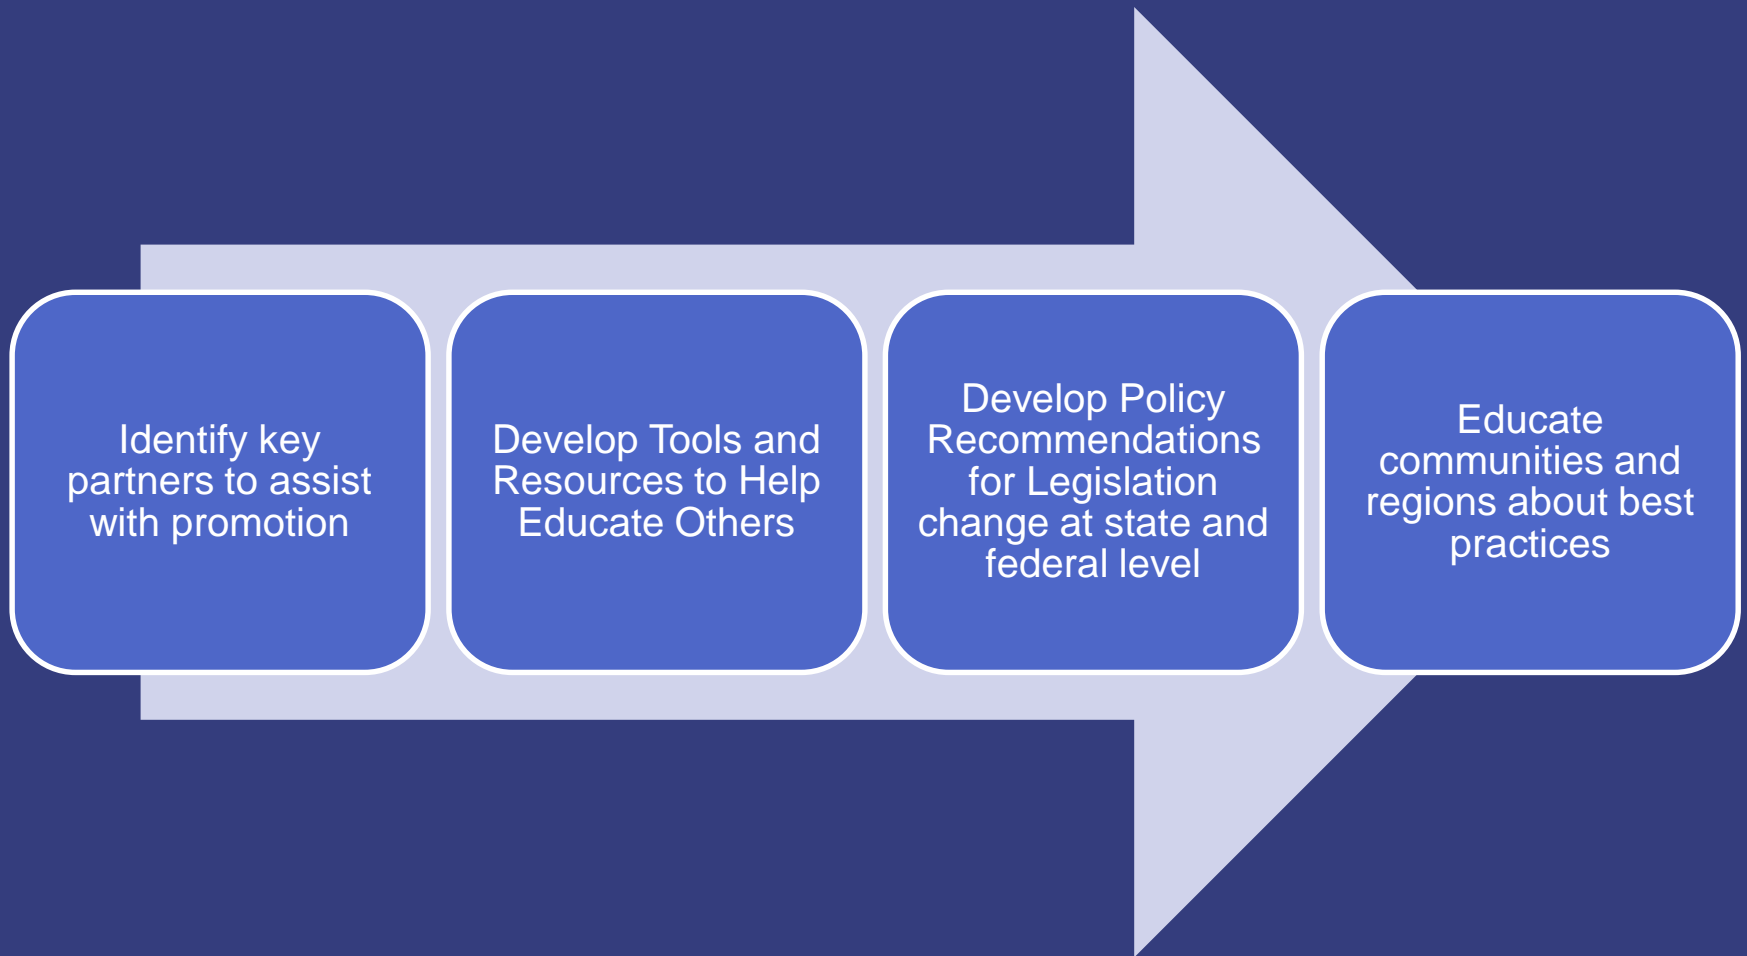 Identify key
partners to assist
with promotion
Develop Tools and
Resources to Help
Educate Others
Develop Policy
Recommendations
for Legislation
change at state and
federal level
Educate
communities and
regions about best
practices